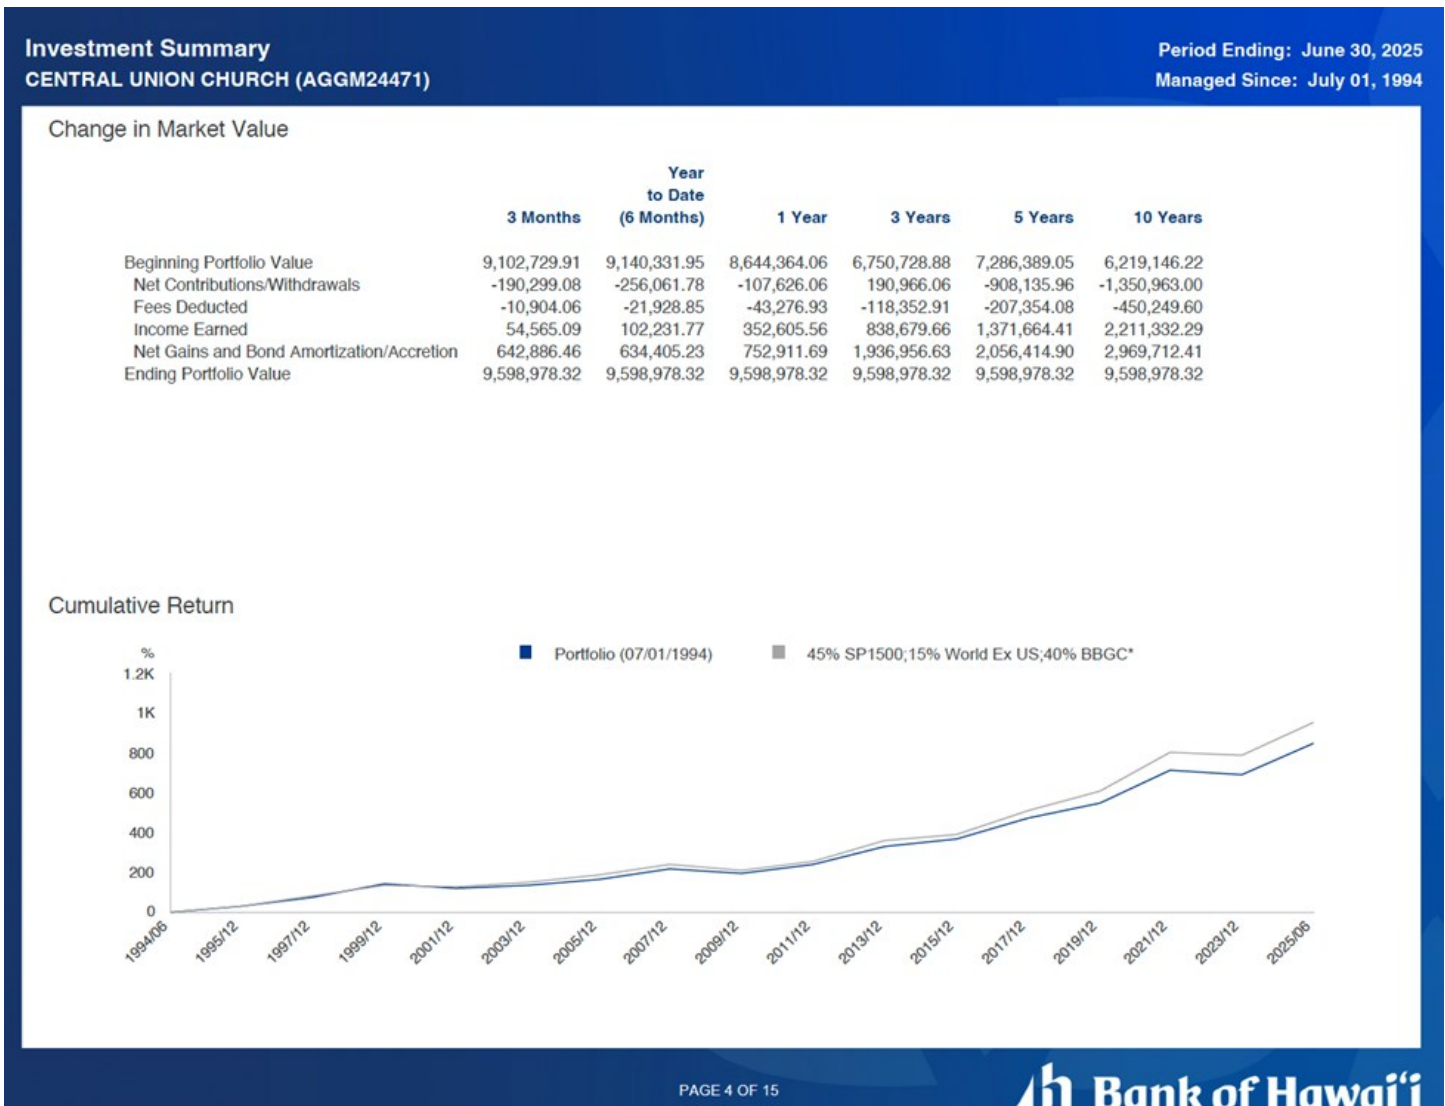 Investment Summary
CENTRAL UNION CHURCH (AGGM24471)
Period Ending: June 30, 2025
Managed Since: July 01, 1994
Change in Market Value
3 Months Year to Date (6 Months) 1 Year 3 Years 5 Years 10 Years
Beginning Portfolio Value 9,102,729.91 9,140,331.95 8,644,364.06 6,750,728.88 7,286,389.05 6,219,146.22
Net Contributions/Withdrawals -190,299.08 -256,061.78 -107,626.06 190,966.06 -908,135.96 -1,350,963.00
Fees Deducted -10,904.06 -21,928.85 -43,276.93 -118,352.91 -207,354.08 -450,249.60
Income Earned 54,565.09 102,231.77 352,605.56 838,679.66 1,371,664.41 2,211,332.29
Net Gains and Bond Amortization/Accretion 642,886.46 634,405.23 752,911.69 1,936,956.63 2,056,414.90 2,969,712.41
Ending Portfolio Value 9,598,978.32 9,598,978.32 9,598,978.32 9,598,978.32 9,598,978.32 9,598,978.32
Cumulative Return
%
Portfolio (07/01/1994) 45% SP1500;15% World Ex US;40% BBGC*
1.2K
1K
800
600
400
200
0
1994/06 1995/12 1997/12 1999/12 2001/12 2003/12 2005/12 2007/12 2009/12 2011/12 2013/12 2015/12 2017/12 2019/12 2021/12 2023/12 2025/06
PAGE 4 OF 15
Bank of Hawaiʻi